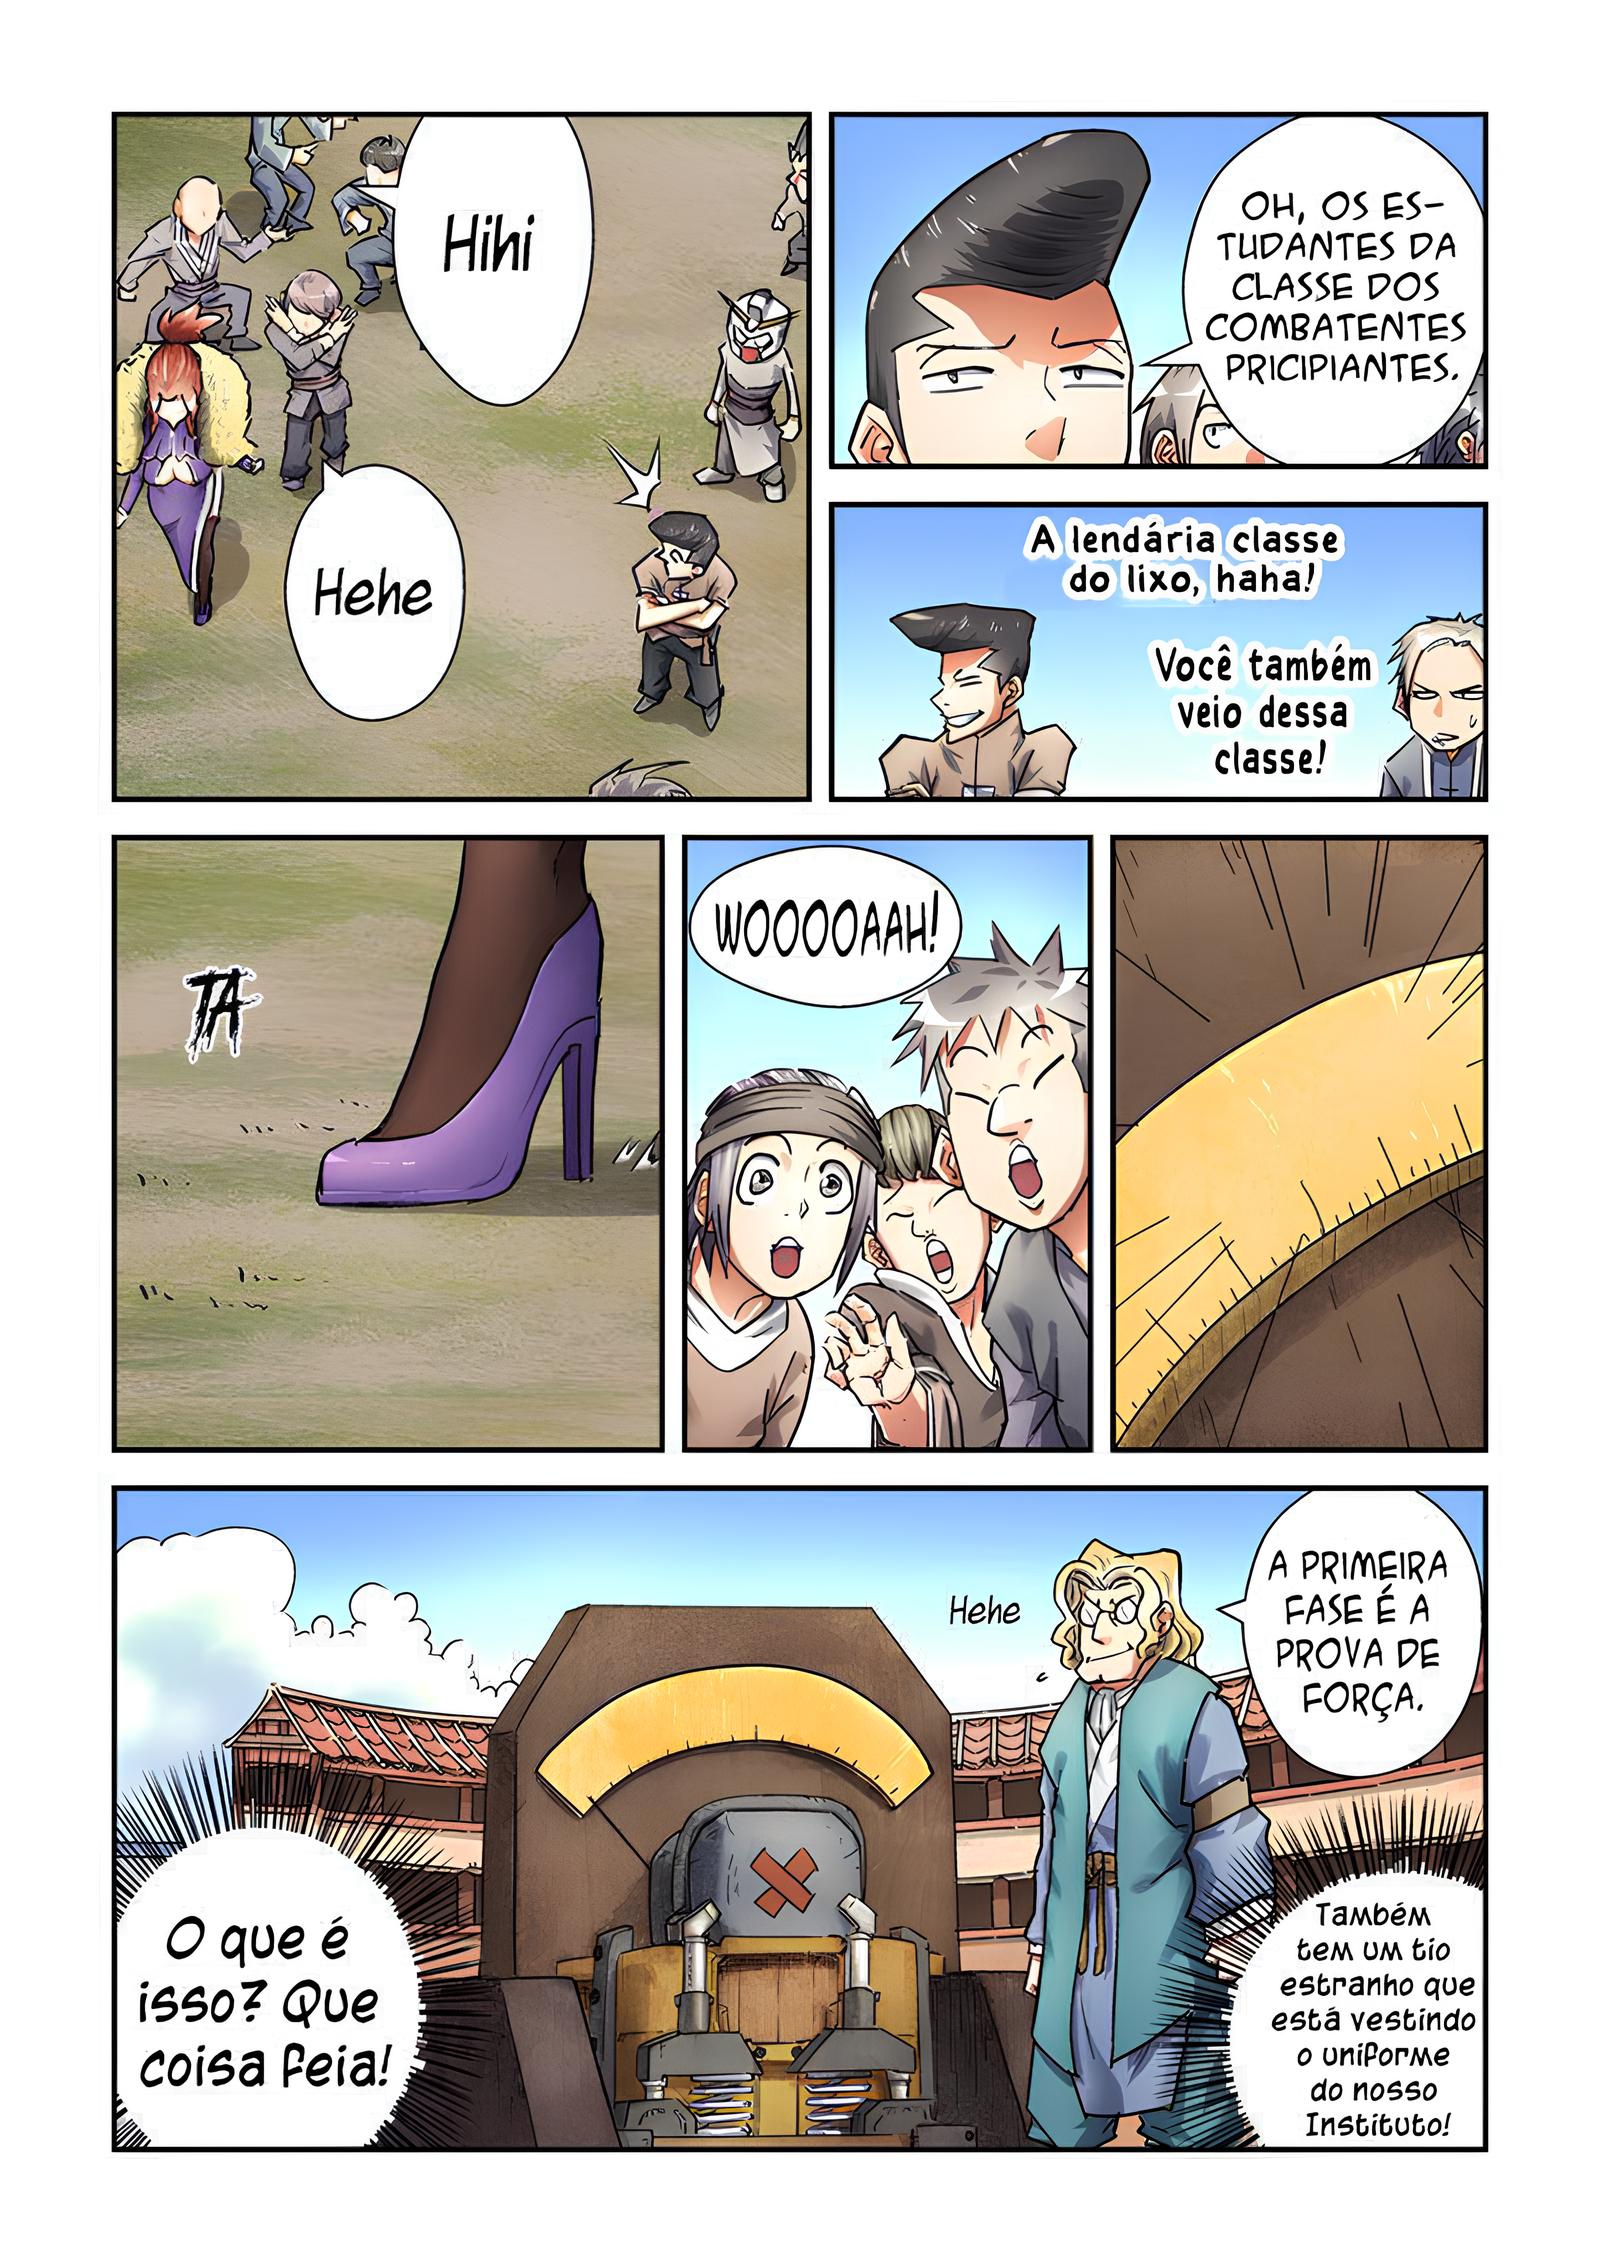 Hihi
Hehe
OH, OS ES-
TUDANTES DA
CLASSE DOS
COMBATENTES
PRICIPIANTES.
A lendária classe
do lixo, haha!
Você também
veio dessa
classe!
TA
WOOOOAAH!
Hehe
A PRIMEIRA
FASE É A
PROVA DE
FORÇA.
O que é
isso? Que
coisa feia!
Também
tem um tio
estranho que
está vestindo
o uniforme
do nosso
Instituto!